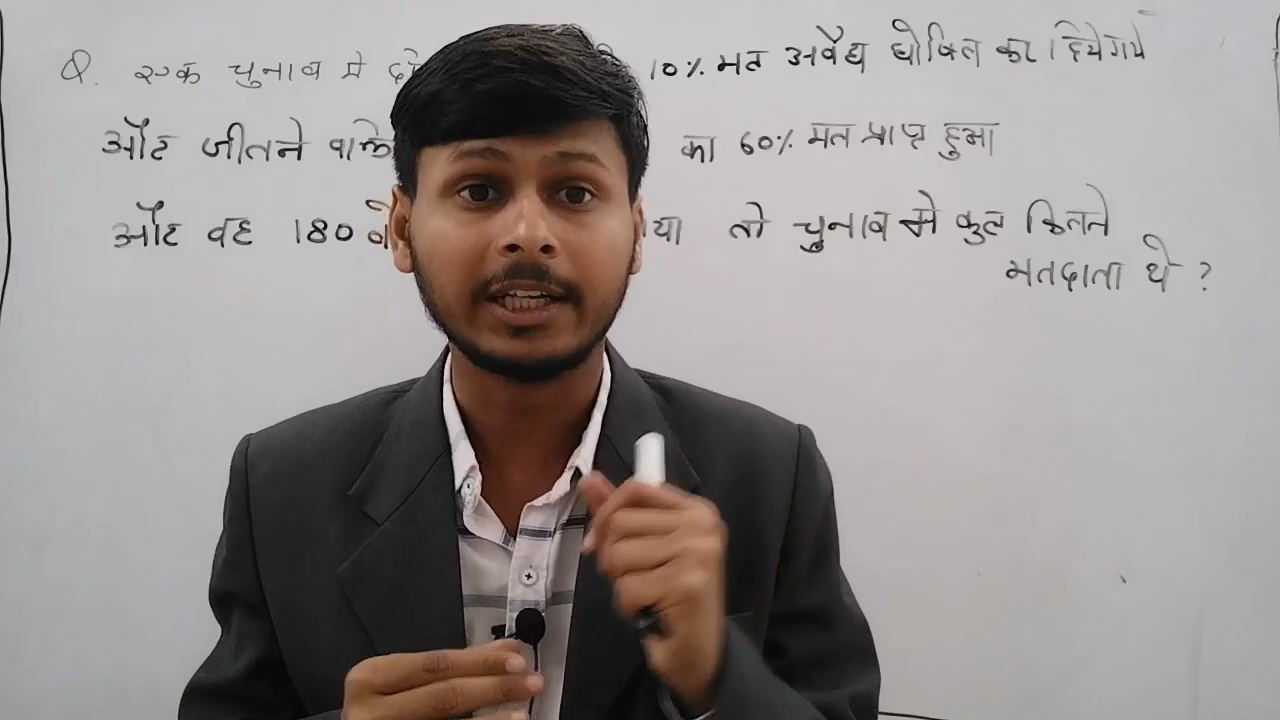 Q. एक चुनाव मे 10% मत अवैध घोषित कर दिये गये
और जीतने वाले का 60% मत प्राप्त हुआ
और वह 180 तो चुनाव मे कुल कितने
मतदाता थे ?